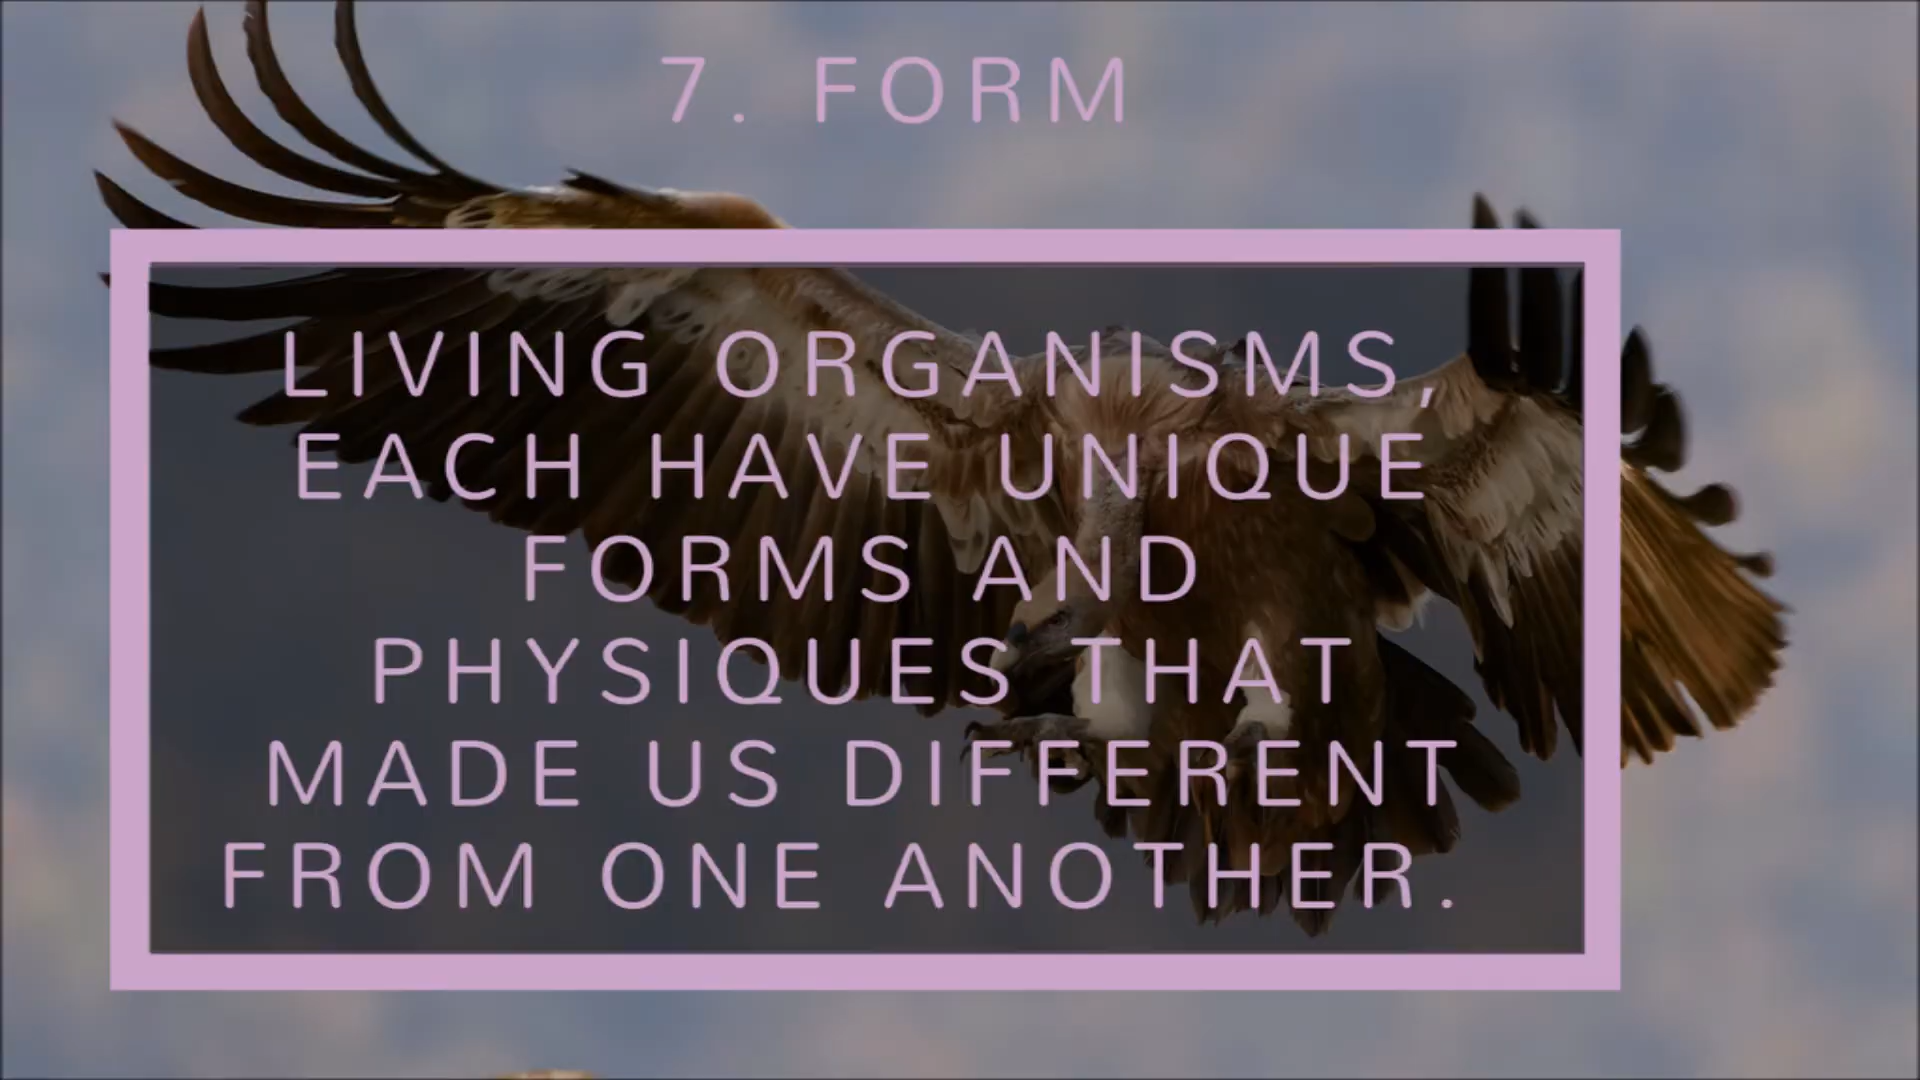 7. FORM
LIVING ORGANISMS,
EACH HAVE UNIQUE
FORMS AND
PHYSIQUES THAT
MADE US DIFFERENT
FROM ONE ANOTHER.